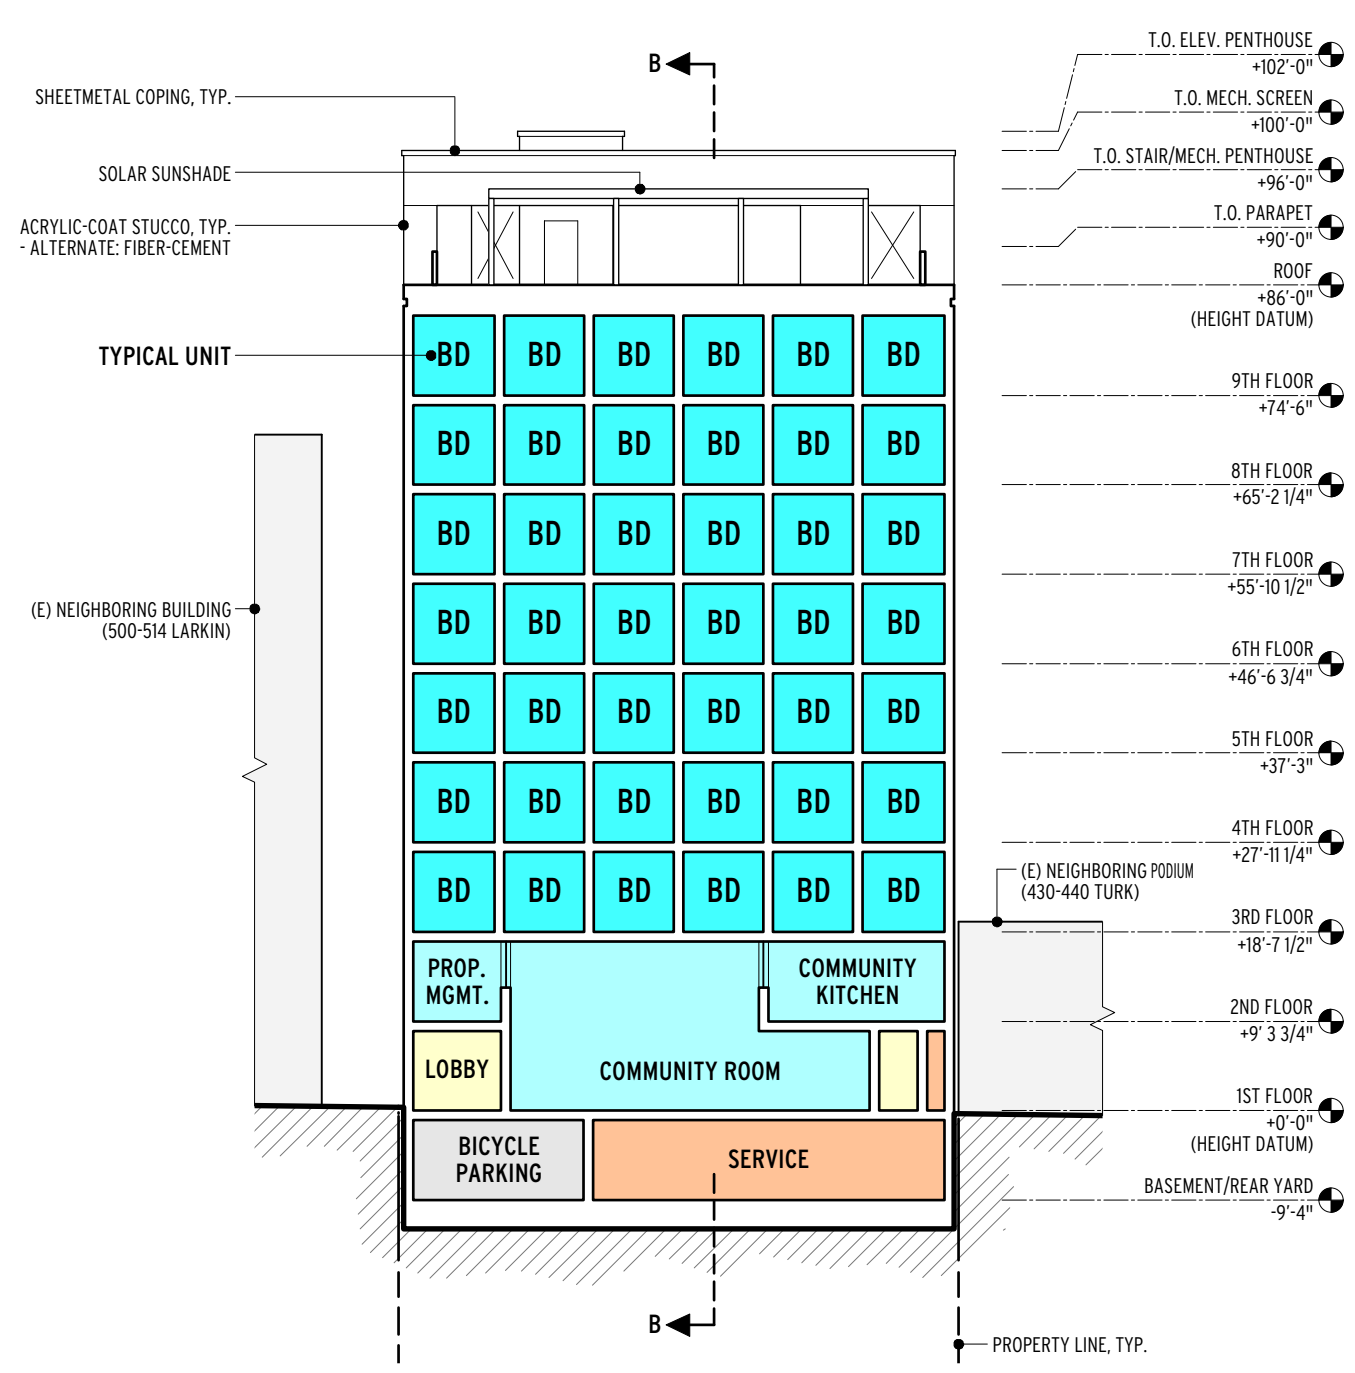 T.O. ELEV. PENTHOUSE
+102'-0"
B
SHEETMETAL COPING, TYP.
T.O. MECH. SCREEN
+100'-0"
T.O. STAIR/MECH. PENTHOUSE
+96'-0"
SOLAR SUNSHADE
ACRYLIC-COAT STUCCO, TYP.
- ALTERNATE: FIBER-CEMENT
T.O. PARAPET
+90'-0"
ROOF
+86'-0"
(HEIGHT DATUM)
TYPICAL UNIT
BD BD BD BD BD BD
9TH FLOOR
+74'-6"
BD BD BD BD BD BD
8TH FLOOR
+65'-2 1/4"
BD BD BD BD BD BD
7TH FLOOR
+55'-10 1/2"
(E) NEIGHBORING BUILDING
(500-514 LARKIN)
BD BD BD BD BD BD
6TH FLOOR
+46'-6 3/4"
BD BD BD BD BD BD
5TH FLOOR
+37'-3"
BD BD BD BD BD BD
4TH FLOOR
+27'-11 1/4"
(E) NEIGHBORING PODIUM
(430-440 TURK)
BD BD BD BD BD BD
3RD FLOOR
+18'-7 1/2"
PROP.
MGMT.
COMMUNITY
KITCHEN
2ND FLOOR
+9' 3 3/4"
LOBBY
COMMUNITY ROOM
1ST FLOOR
+0'-0"
(HEIGHT DATUM)
BICYCLE
PARKING
SERVICE
BASEMENT/REAR YARD
-9'-4"
B
PROPERTY LINE, TYP.